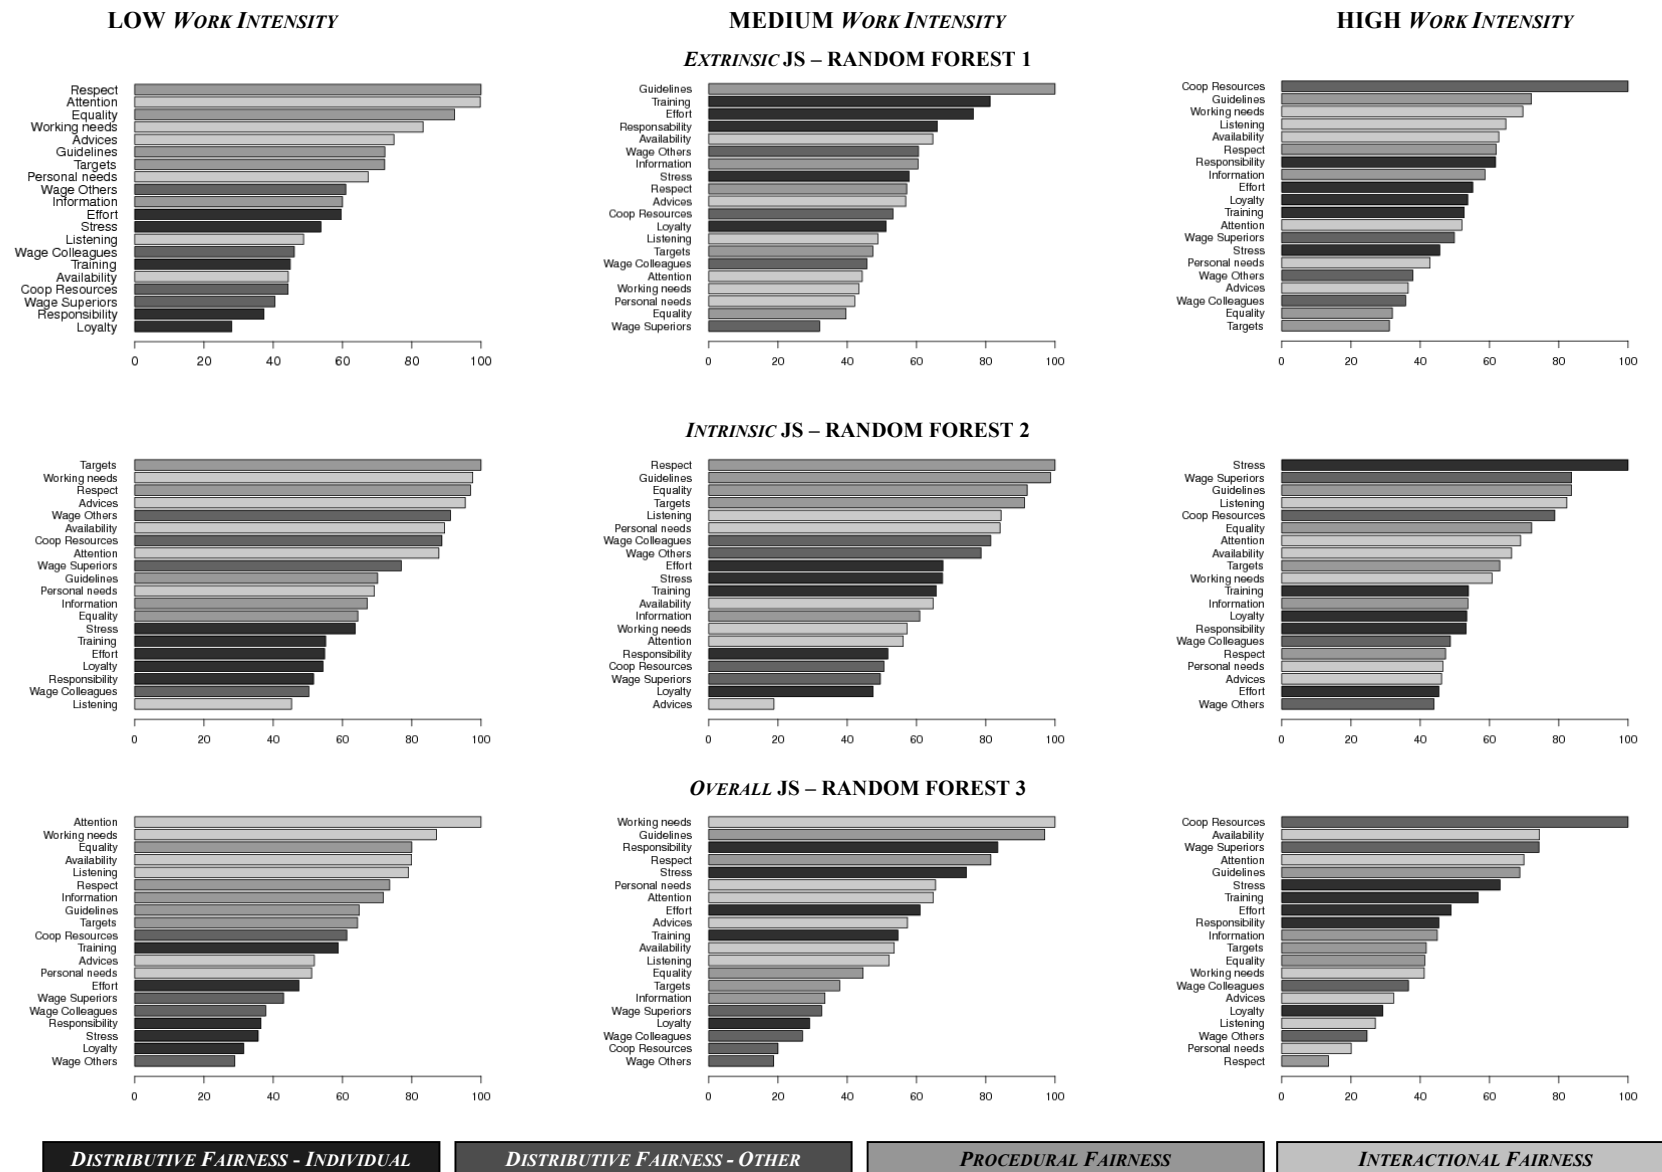 LOW WORK INTENSITY
MEDIUM WORK INTENSITY
HIGH WORK INTENSITY
EXTRINSIC JS – RANDOM FOREST 1
Respect
Attention
Equality
Working needs
Advices
Guidelines
Targets
Personal needs
Wage Others
Information
Effort
Stress
Listening
Wage Colleagues
Training
Availability
Coop Resources
Wage Superiors
Responsibility
Loyalty
0 20 40 60 80 100
Guidelines
Training
Effort
Responsability
Availability
Wage Others
Information
Stress
Respect
Advices
Coop Resources
Loyalty
Listening
Targets
Wage Colleagues
Attention
Working needs
Personal needs
Equality
Wage Superiors
0 20 40 60 80 100
Coop Resources
Guidelines
Working needs
Listening
Availability
Respect
Responsibility
Information
Effort
Loyalty
Training
Attention
Wage Superiors
Stress
Personal needs
Wage Others
Advices
Wage Colleagues
Equality
Targets
0 20 40 60 80 100
INTRINSIC JS – RANDOM FOREST 2
Targets
Working needs
Respect
Advices
Wage Others
Availability
Coop Resources
Attention
Wage Superiors
Guidelines
Personal needs
Information
Equality
Stress
Training
Effort
Loyalty
Responsibility
Wage Colleagues
Listening
0 20 40 60 80 100
Respect
Guidelines
Equality
Targets
Listening
Personal needs
Wage Colleagues
Wage Others
Effort
Stress
Training
Availability
Information
Working needs
Attention
Responsibility
Coop Resources
Wage Superiors
Loyalty
Advices
0 20 40 60 80 100
Stress
Wage Superiors
Guidelines
Listening
Coop Resources
Equality
Attention
Availability
Targets
Working needs
Training
Information
Loyalty
Responsibility
Wage Colleagues
Respect
Personal needs
Advices
Effort
Wage Others
0 20 40 60 80 100
OVERALL JS – RANDOM FOREST 3
Attention
Working needs
Equality
Availability
Listening
Respect
Information
Guidelines
Targets
Coop Resources
Training
Advices
Personal needs
Effort
Wage Superiors
Wage Colleagues
Responsibility
Stress
Loyalty
Wage Others
0 20 40 60 80 100
Working needs
Guidelines
Responsibility
Respect
Stress
Personal needs
Attention
Effort
Advices
Training
Availability
Listening
Equality
Targets
Information
Wage Superiors
Loyalty
Wage Colleagues
Coop Resources
Wage Others
0 20 40 60 80 100
Coop Resources
Availability
Wage Superiors
Attention
Guidelines
Stress
Training
Effort
Responsibility
Information
Targets
Equality
Working needs
Wage Colleagues
Advices
Loyalty
Listening
Wage Others
Personal needs
Respect
0 20 40 60 80 100
DISTRIBUTIVE FAIRNESS - INDIVIDUAL
DISTRIBUTIVE FAIRNESS - OTHER
PROCEDURAL FAIRNESS
INTERACTIONAL FAIRNESS